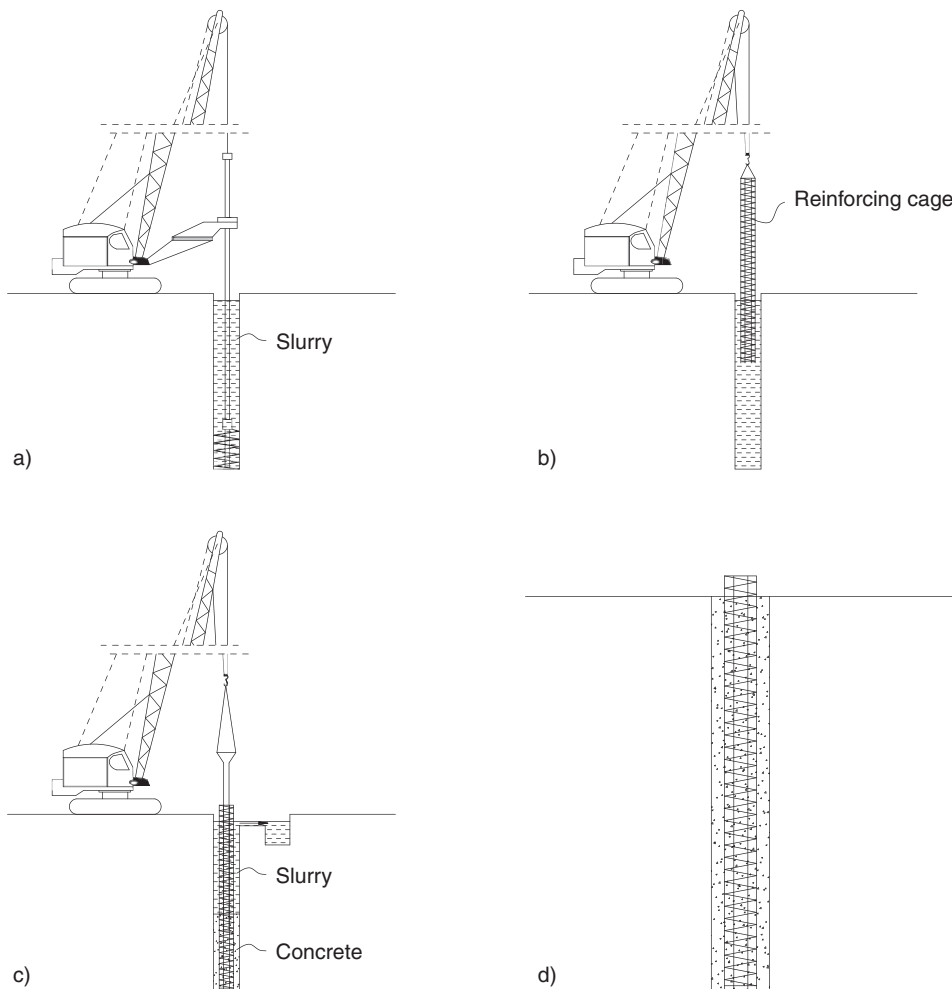 Reinforcing cage
Slurry
a)
b)
Slurry
Concrete
c)
d)